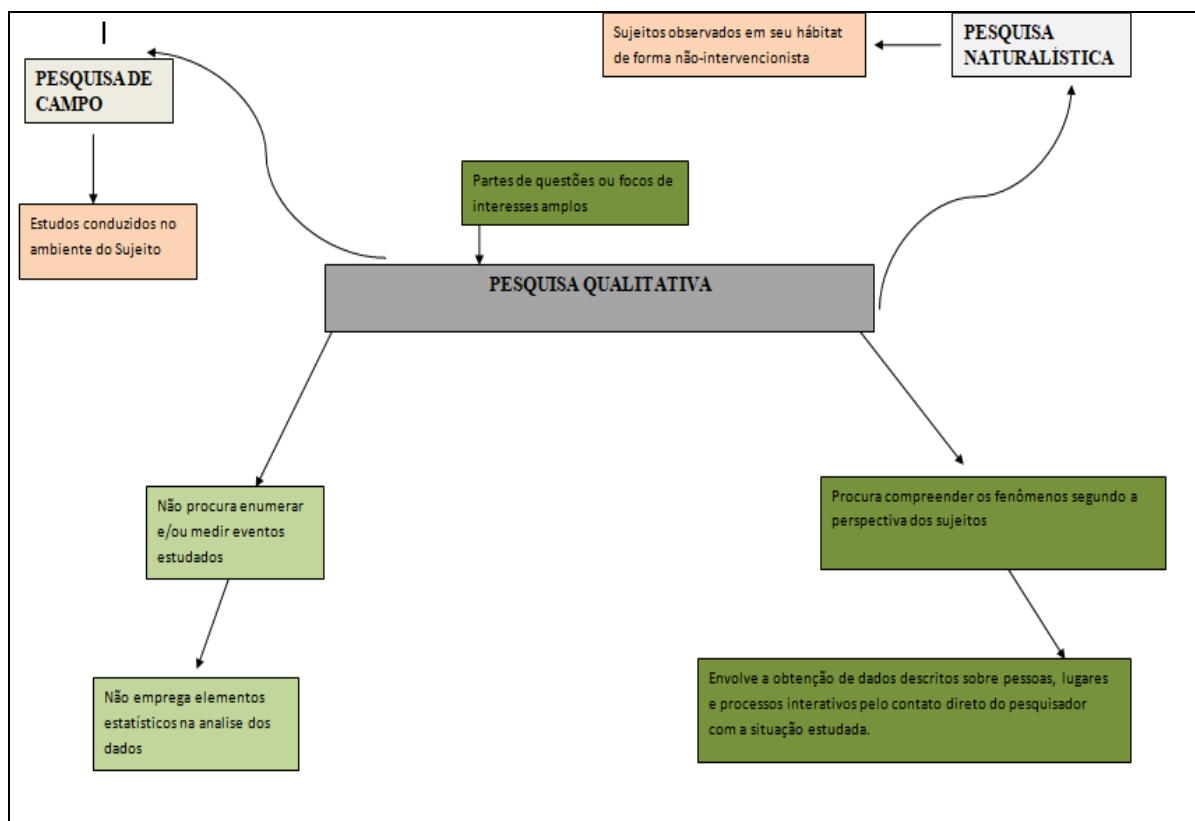 PESQUISA DE
CAMPO
Sujeitos observados em seu hábitat
de forma não-intervencionista
PESQUISA
NATURALÍSTICA
Estudos conduzidos no
ambiente do Sujeito
Partes de questões ou focos de
interesses amplos
PESQUISA QUALITATIVA
Não procura enumerar
e/ou medir eventos
estudados
Procura compreender os fenômenos segundo a
perspectiva dos sujeitos
Não emprega elementos
estatísticos na analise dos
dados
Envolve a obtenção de dados descritos sobre pessoas, lugares
e processos interativos pelo contato direto do pesquisador
com a situação estudada.